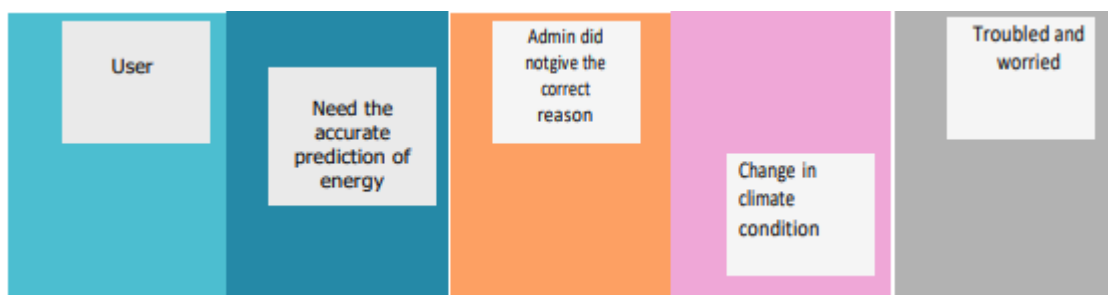 User
Need the
accurate
prediction of
energy
Admin did
notgive the
correct
reason
Change in
climate
condition
Troubled and
worried